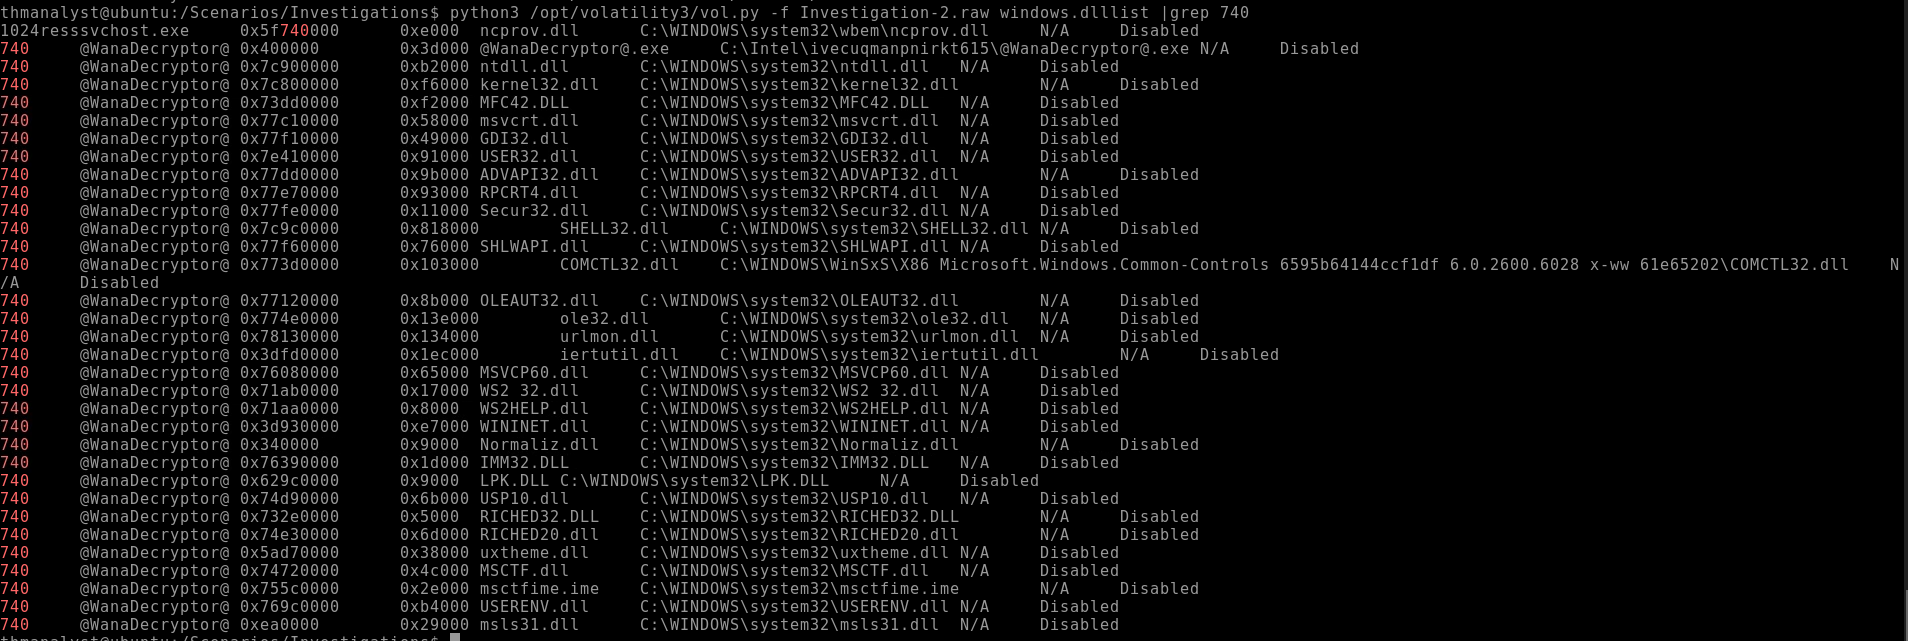 thmanalyst@ubuntu:/Scenarios/Investigations$ python3 /opt/volatility3/vol.py -f Investigation-2.raw windows.dlllist |grep 740
1024resssvchost.exe 0x5f740000 0xe000 ncprov.dll C:\WINDOWS\system32\wbem\ncprov.dll N/A Disabled
740 @WanaDecryptor@ 0x400000 0x3d000 @WanaDecryptor@.exe C:\Intel\ivecuqmanpnirkt615\@WanaDecryptor@.exe N/A Disabled
740 @WanaDecryptor@ 0x7c900000 0xb2000 ntdll.dll C:\WINDOWS\system32\ntdll.dll N/A Disabled
740 @WanaDecryptor@ 0x7c800000 0xf6000 kernel32.dll C:\WINDOWS\system32\kernel32.dll N/A Disabled
740 @WanaDecryptor@ 0x73dd0000 0xf2000 MFC42.DLL C:\WINDOWS\system32\MFC42.DLL N/A Disabled
740 @WanaDecryptor@ 0x77c10000 0x58000 msvcrt.dll C:\WINDOWS\system32\msvcrt.dll N/A Disabled
740 @WanaDecryptor@ 0x77f10000 0x49000 GDI32.dll C:\WINDOWS\system32\GDI32.dll N/A Disabled
740 @WanaDecryptor@ 0x7e410000 0x91000 USER32.dll C:\WINDOWS\system32\USER32.dll N/A Disabled
740 @WanaDecryptor@ 0x77dd0000 0x9b000 ADVAPI32.dll C:\WINDOWS\system32\ADVAPI32.dll N/A Disabled
740 @WanaDecryptor@ 0x77e70000 0x93000 RPCRT4.dll C:\WINDOWS\system32\RPCRT4.dll N/A Disabled
740 @WanaDecryptor@ 0x77fe0000 0x11000 Secur32.dll C:\WINDOWS\system32\Secur32.dll N/A Disabled
740 @WanaDecryptor@ 0x7c9c0000 0x818000 SHELL32.dll C:\WINDOWS\system32\SHELL32.dll N/A Disabled
740 @WanaDecryptor@ 0x77f60000 0x76000 SHLWAPI.dll C:\WINDOWS\system32\SHLWAPI.dll N/A Disabled
740 @WanaDecryptor@ 0x773d0000 0x103000 COMCTL32.dll C:\WINDOWS\WinSxS\X86 Microsoft.Windows.Common-Controls 6595b64144ccf1df 6.0.2600.6028 x-ww 61e65202\COMCTL32.dll N
/A Disabled
740 @WanaDecryptor@ 0x77120000 0x8b000 OLEAUT32.dll C:\WINDOWS\system32\OLEAUT32.dll N/A Disabled
740 @WanaDecryptor@ 0x774e0000 0x13e000 ole32.dll C:\WINDOWS\system32\ole32.dll N/A Disabled
740 @WanaDecryptor@ 0x78130000 0x134000 urlmon.dll C:\WINDOWS\system32\urlmon.dll N/A Disabled
740 @WanaDecryptor@ 0x3dfd0000 0x1ec000 iertutil.dll C:\WINDOWS\system32\iertutil.dll N/A Disabled
740 @WanaDecryptor@ 0x76080000 0x65000 MSVCP60.dll C:\WINDOWS\system32\MSVCP60.dll N/A Disabled
740 @WanaDecryptor@ 0x71ab0000 0x17000 WS2 32.dll C:\WINDOWS\system32\WS2 32.dll N/A Disabled
740 @WanaDecryptor@ 0x71aa0000 0x8000 WS2HELP.dll C:\WINDOWS\system32\WS2HELP.dll N/A Disabled
740 @WanaDecryptor@ 0x3d930000 0xe7000 WININET.dll C:\WINDOWS\system32\WININET.dll N/A Disabled
740 @WanaDecryptor@ 0x340000 0x9000 Normaliz.dll C:\WINDOWS\system32\Normaliz.dll N/A Disabled
740 @WanaDecryptor@ 0x76390000 0x1d000 IMM32.DLL C:\WINDOWS\system32\IMM32.DLL N/A Disabled
740 @WanaDecryptor@ 0x629c0000 0x9000 LPK.DLL C:\WINDOWS\system32\LPK.DLL N/A Disabled
740 @WanaDecryptor@ 0x74d90000 0x6b000 USP10.dll C:\WINDOWS\system32\USP10.dll N/A Disabled
740 @WanaDecryptor@ 0x732e0000 0x5000 RICHED32.DLL C:\WINDOWS\system32\RICHED32.DLL N/A Disabled
740 @WanaDecryptor@ 0x74e30000 0x6d000 RICHED20.dll C:\WINDOWS\system32\RICHED20.dll N/A Disabled
740 @WanaDecryptor@ 0x5ad70000 0x38000 uxtheme.dll C:\WINDOWS\system32\uxtheme.dll N/A Disabled
740 @WanaDecryptor@ 0x74720000 0x4c000 MSCTF.dll C:\WINDOWS\system32\MSCTF.dll N/A Disabled
740 @WanaDecryptor@ 0x755c0000 0x2e000 msctfime.ime C:\WINDOWS\system32\msctfime.ime N/A Disabled
740 @WanaDecryptor@ 0x769c0000 0xb4000 USERENV.dll C:\WINDOWS\system32\USERENV.dll N/A Disabled
740 @WanaDecryptor@ 0xea0000 0x29000 msls31.dll C:\WINDOWS\system32\msls31.dll N/A Disabled
thmanalyst@ubuntu:/Scenarios/Investigations$